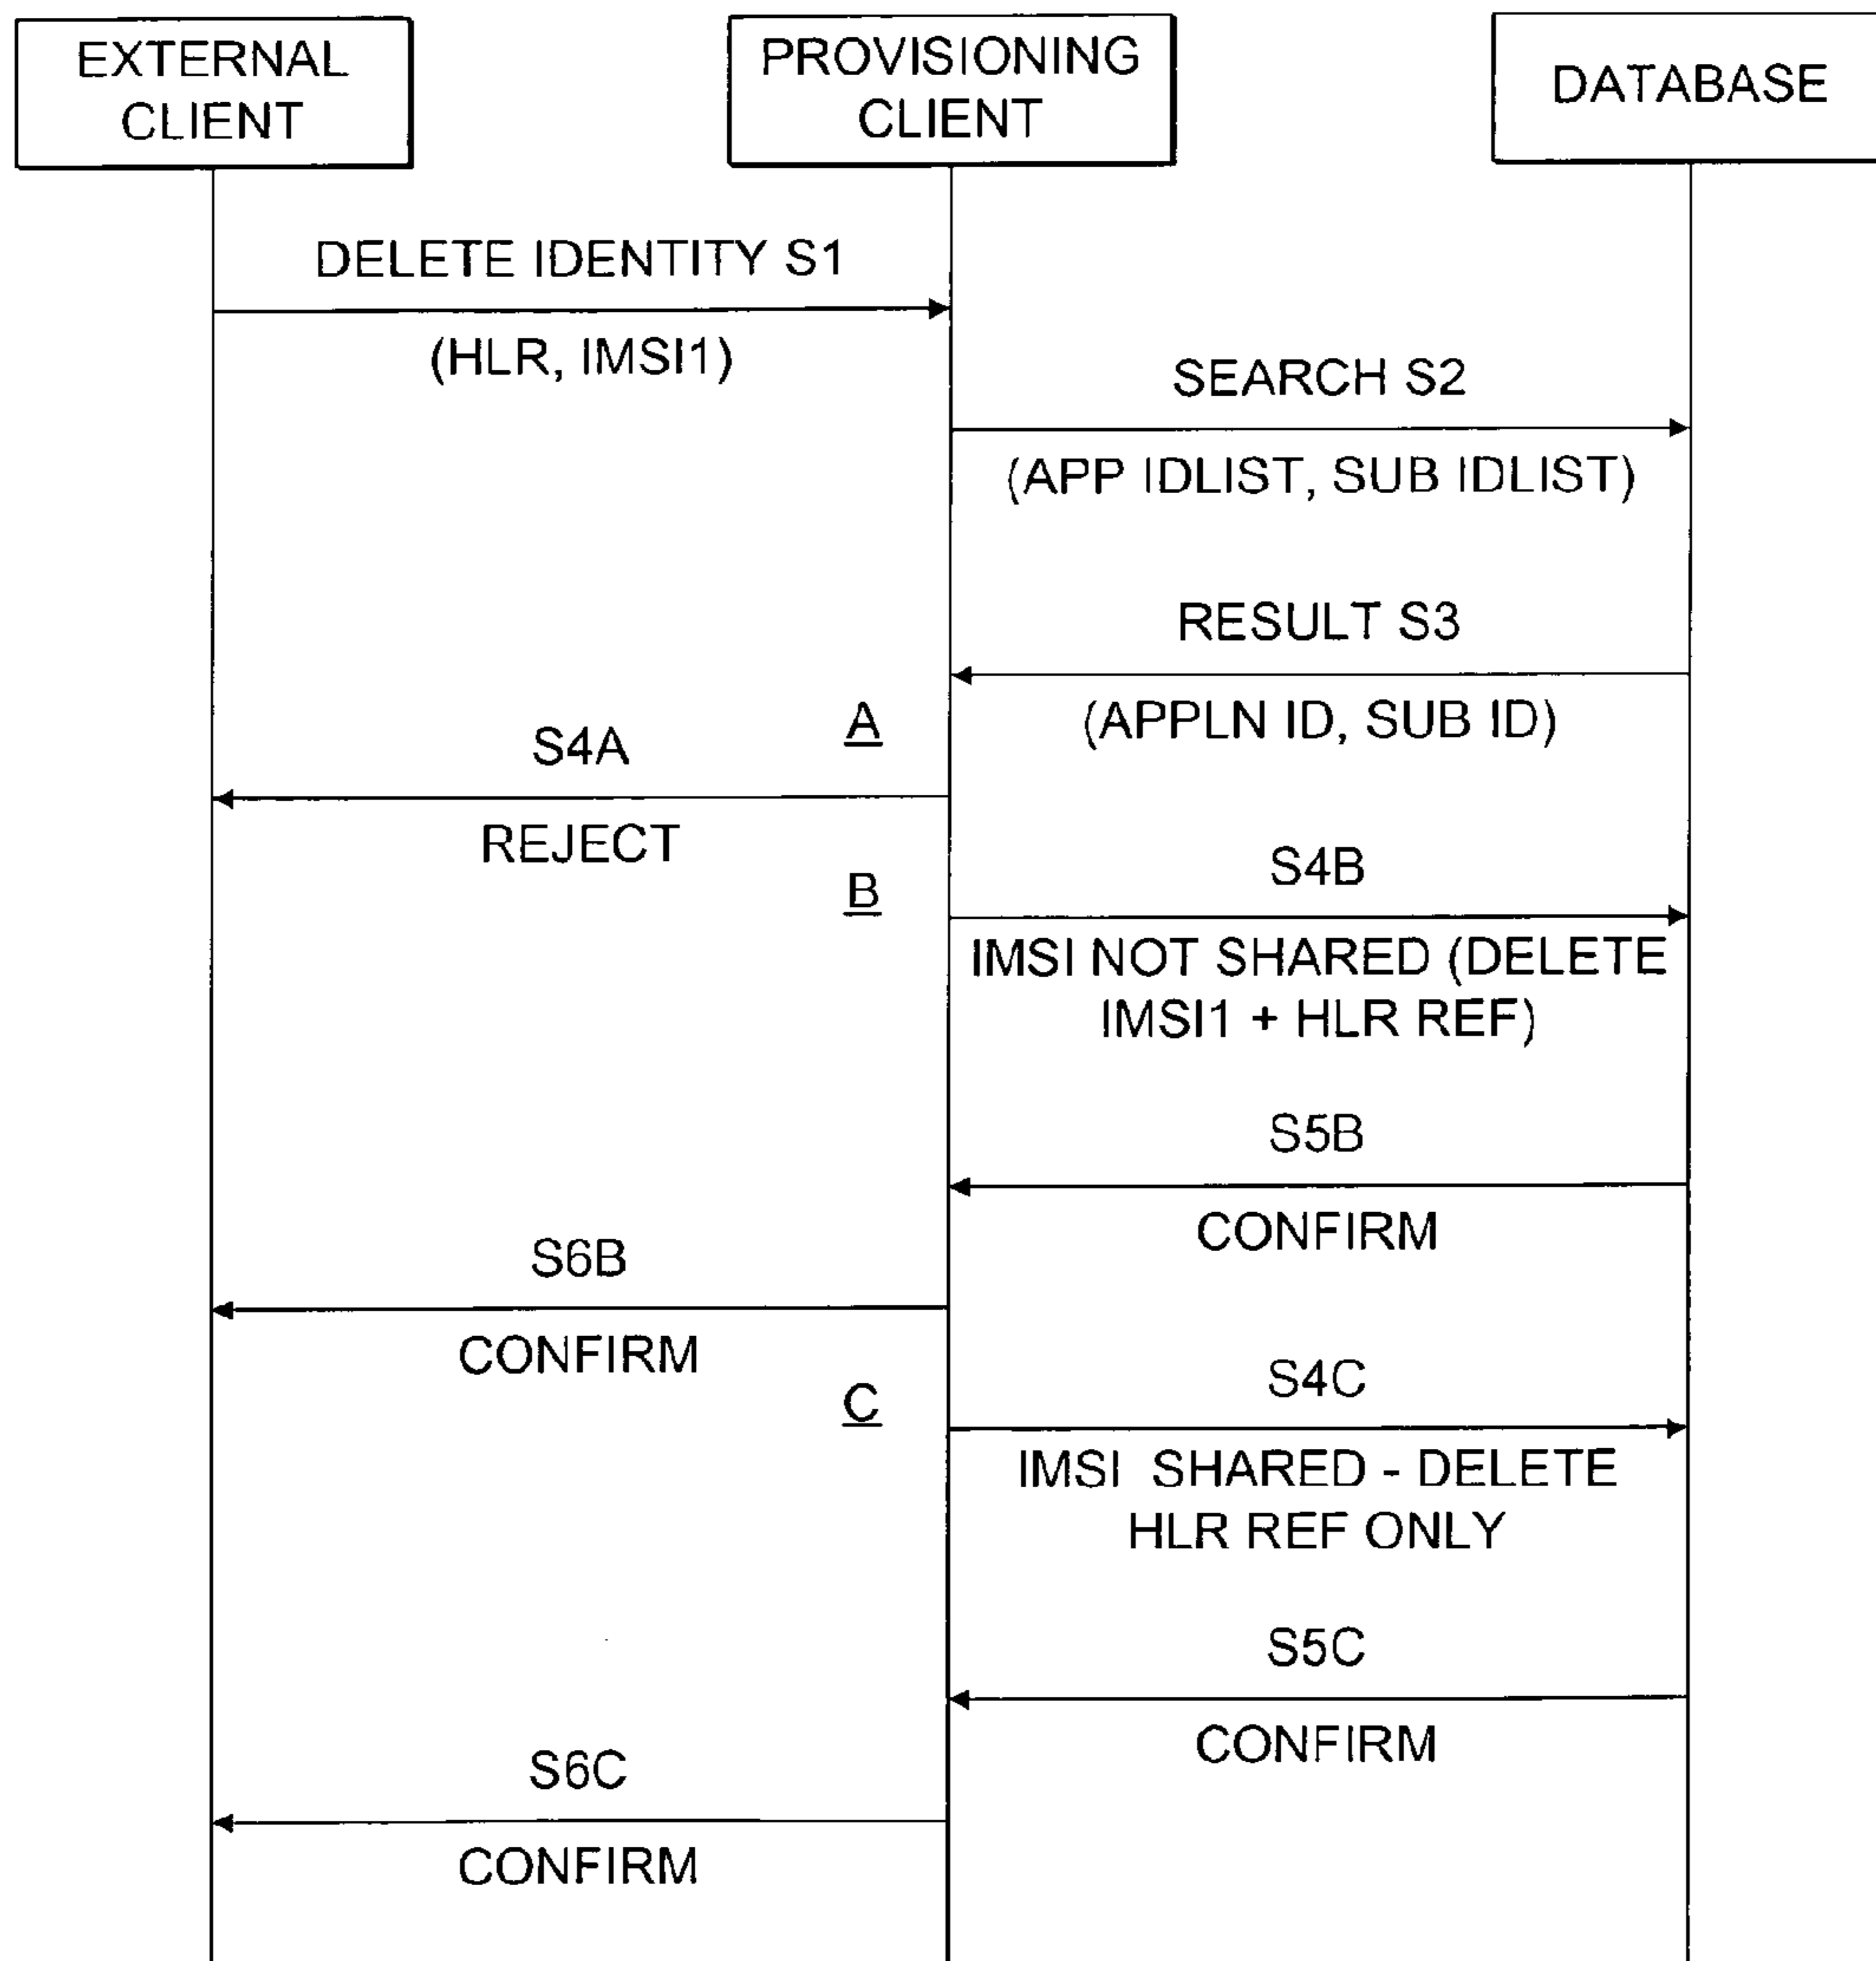 EXTERNAL
CLIENT
PROVISIONING
CLIENT
DATABASE
DELETE IDENTITY S1
(HLR, IMSI1)
SEARCH S2
(APP IDLIST, SUB IDLIST)
RESULT S3
(APPLN ID, SUB ID)
A
S4A
REJECT
B
S4B
IMSI NOT SHARED (DELETE
IMSI1 + HLR REF)
S5B
CONFIRM
S6B
CONFIRM
C
S4C
IMSI SHARED - DELETE
HLR REF ONLY
S5C
CONFIRM
S6C
CONFIRM